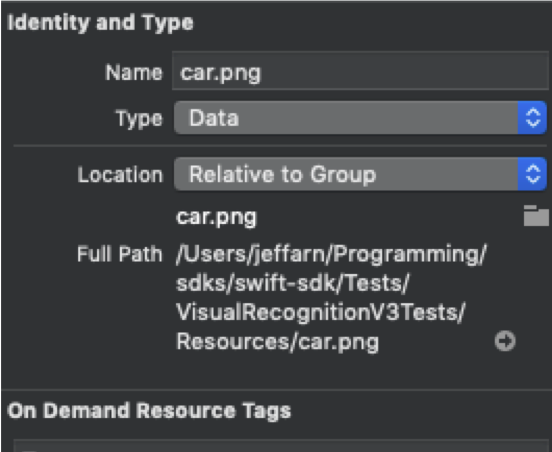 Identity and Type
Name car.png
Type Data
Location Relative to Group
car.png
Full Path /Users/jeffarn/Programming/
sdks/swift-sdk/Tests/
VisualRecognitionV3Tests/
Resources/car.png
On Demand Resource Tags